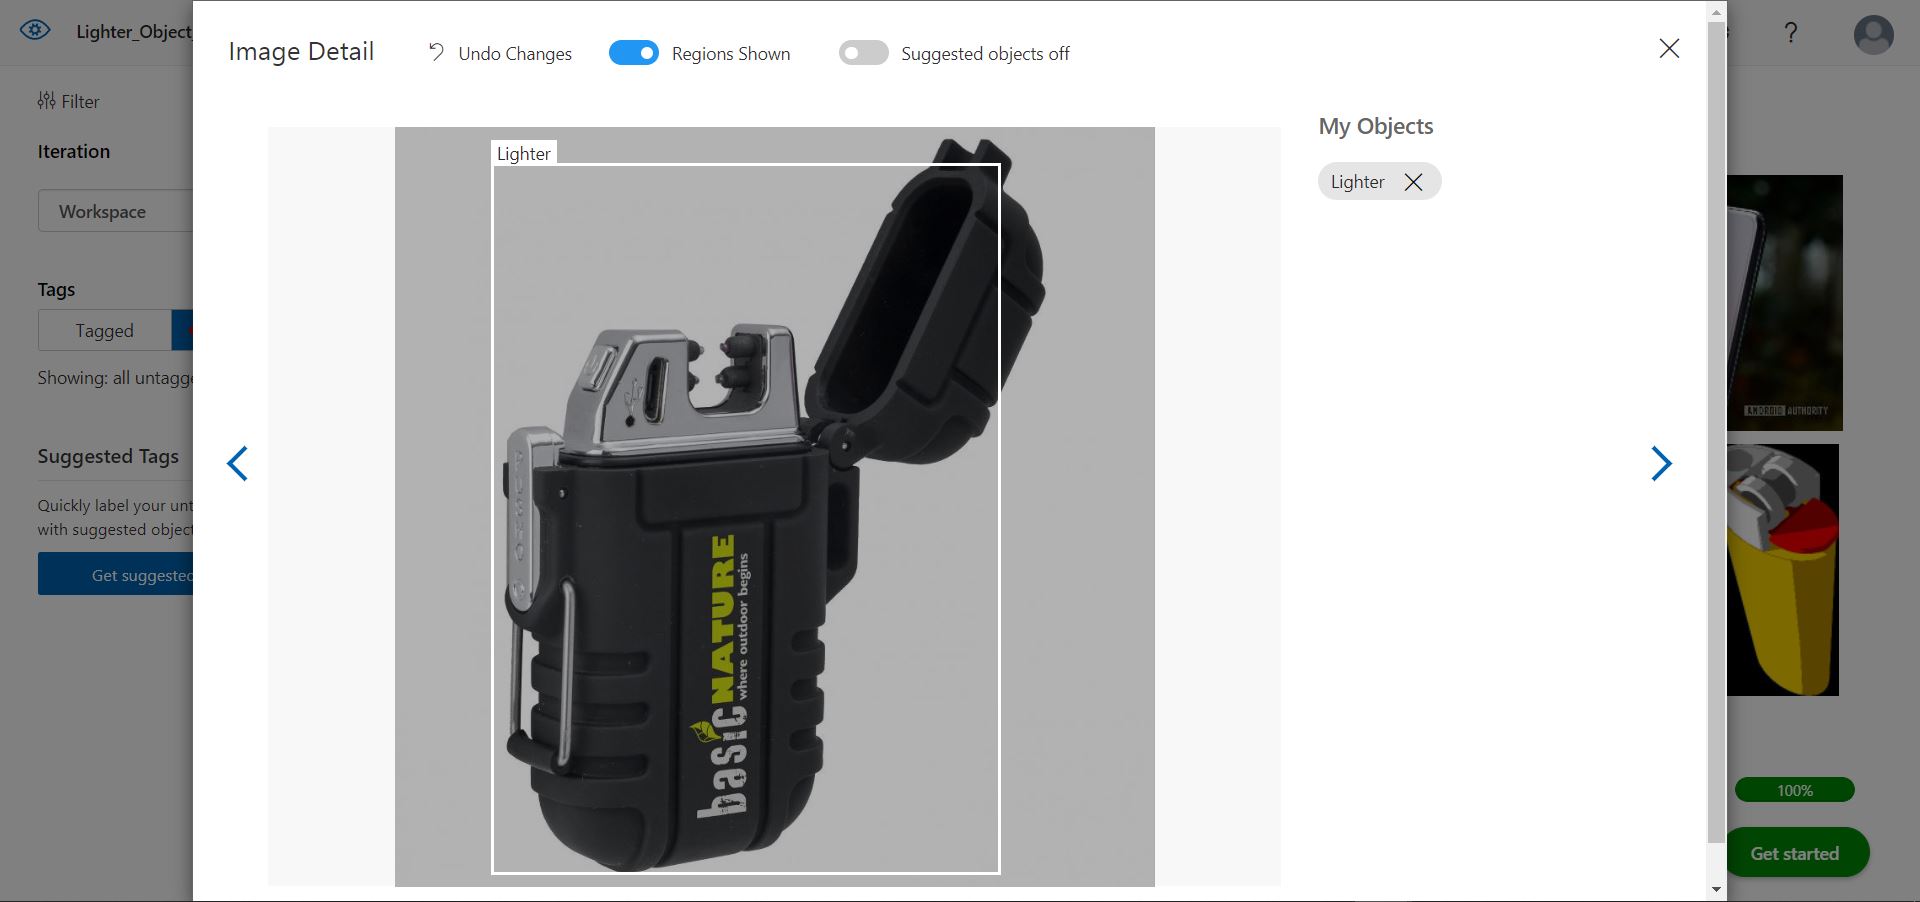 Lighter_Object
Image Detail
Undo Changes
Regions Shown
Suggested objects off
Filter
Iteration
Workspace
Tags
Tagged
Showing: all untagge
Suggested Tags
Quickly label your unt
with suggested object
Get suggested
Lighter
basic NATURE
where outdoor begins
My Objects
Lighter
?
ANDROID AUTHORITY
100%
Get started